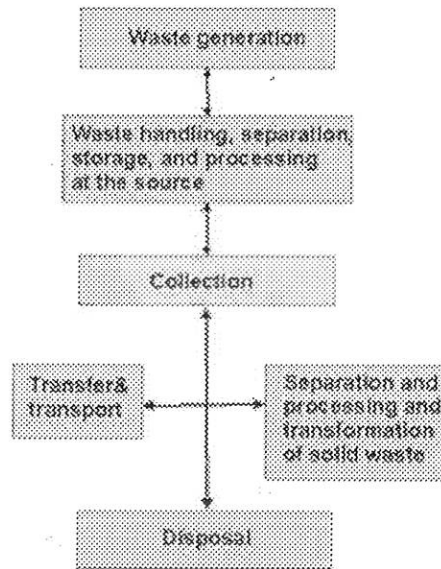 Waste generation
Waste handling, separation,
storage, and processing
at the source
Collection
Transfer&
transport
Separation and
processing and
transformation
of solid waste
Disposal